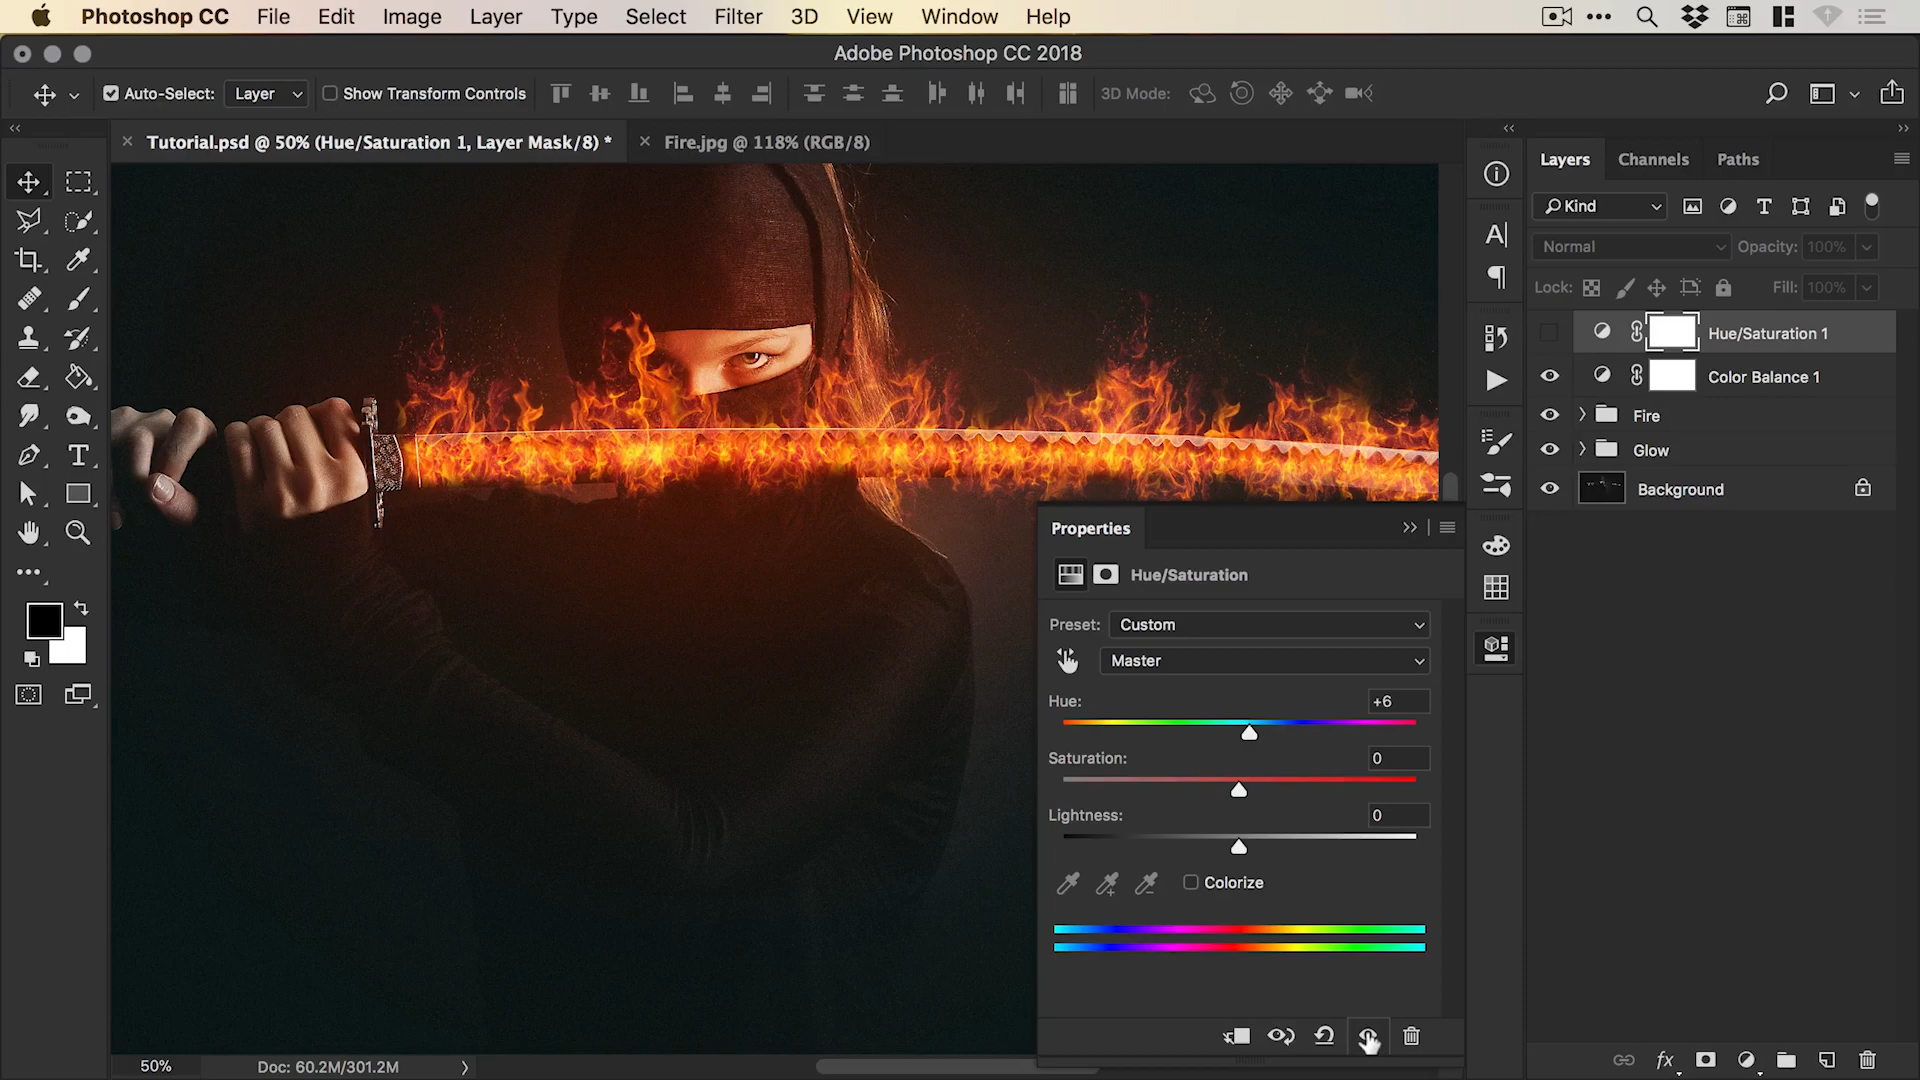 Photoshop CC File Edit Image Layer Type Select Filter 3D View Window Help
Adobe Photoshop CC 2018
Auto-Select: Layer Show Transform Controls 3D Mode:
Tutorial.psd @ 50% (Hue/Saturation 1, Layer Mask/8) * Fire.jpg @ 118% (RGB/8)
Layers Channels Paths
Kind
Normal Opacity: 100%
Lock: Fill: 100%
Hue/Saturation 1
Color Balance 1
Fire
Glow
Background
Properties
Hue/Saturation
Preset: Custom
Master
Hue: +6
Saturation: 0
Lightness: 0
Colorize
50% Doc: 60.2M/301.2M
fx